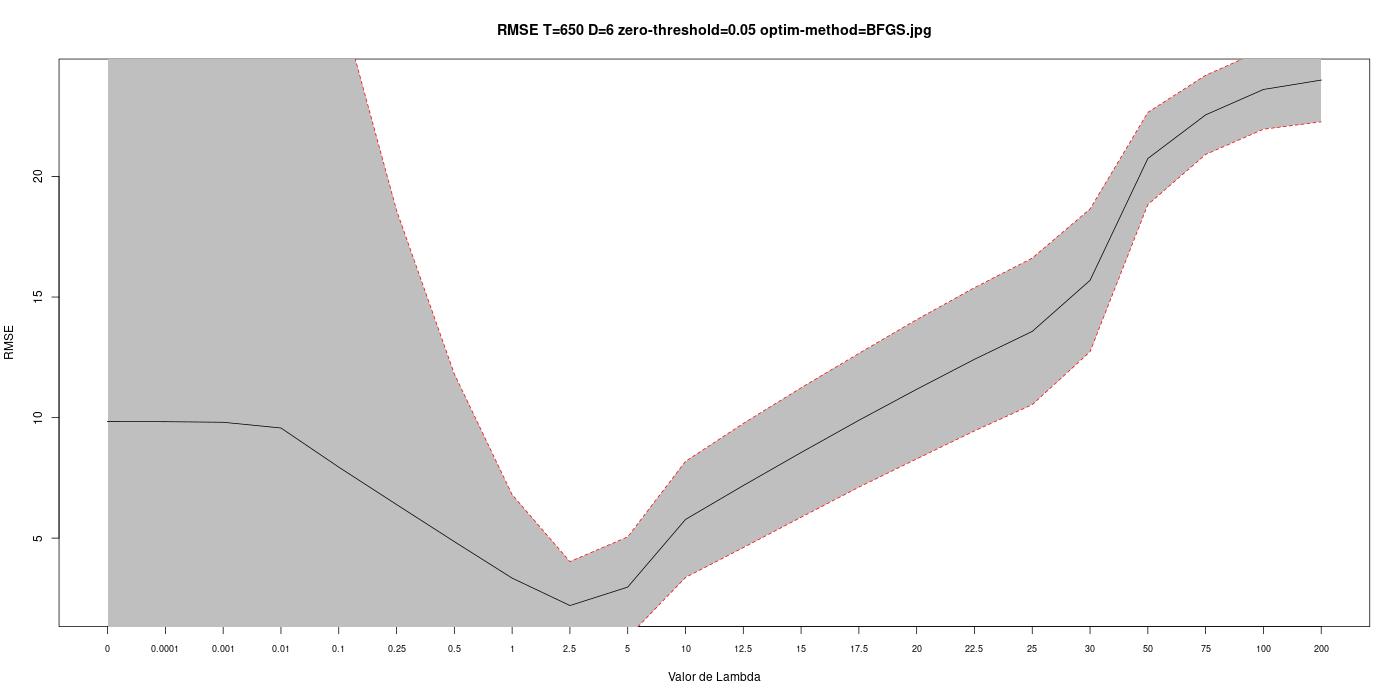 RMSE T=650 D=6 zero-threshold=0.05 optim-method=BFGS.jpg
RMSE
20
15
10
5
0 0.0001 0.001 0.01 0.1 0.25 0.5 1 2.5 5 10 12.5 15 17.5 20 22.5 25 30 50 75 100 200
Valor de Lambda